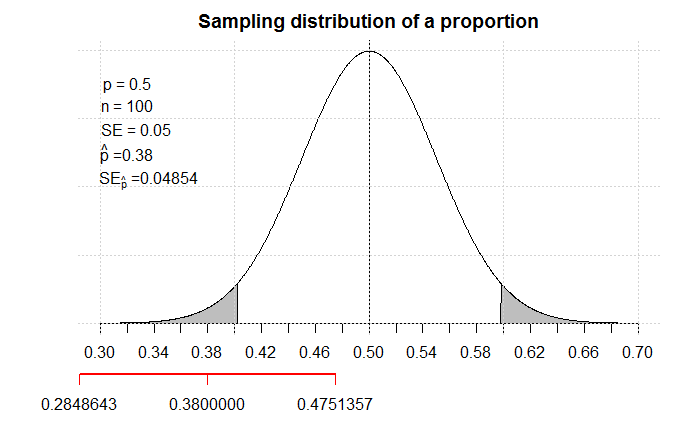 Sampling distribution of a proportion
p = 0.5
n = 100
SE = 0.05
p̂ =0.38
SEp̂ =0.04854
0.30 0.34 0.38 0.42 0.46 0.50 0.54 0.58 0.62 0.66 0.70
0.2848643 0.3800000 0.4751357